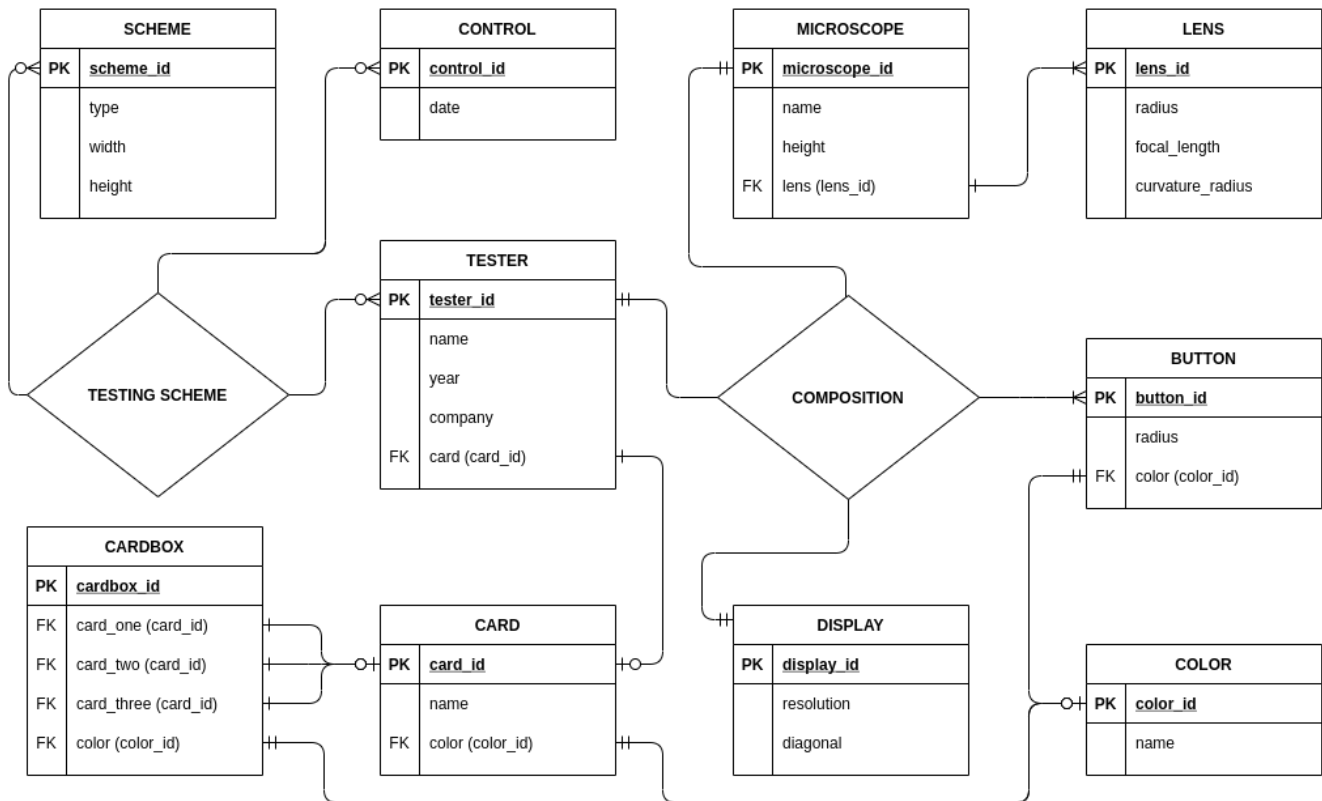 SCHEME
PK scheme_id
type
width
height
CONTROL
PK control_id
date
MICROSCOPE
PK microscope_id
name
height
FK lens (lens_id)
LENS
PK lens_id
radius
focal_length
curvature_radius
TESTER
PK tester_id
name
year
company
FK card (card_id)
TESTING SCHEME
COMPOSITION
BUTTON
PK button_id
radius
FK color (color_id)
CARDBOX
PK cardbox_id
FK card_one (card_id)
FK card_two (card_id)
FK card_three (card_id)
FK color (color_id)
CARD
PK card_id
name
FK color (color_id)
DISPLAY
PK display_id
resolution
diagonal
COLOR
PK color_id
name